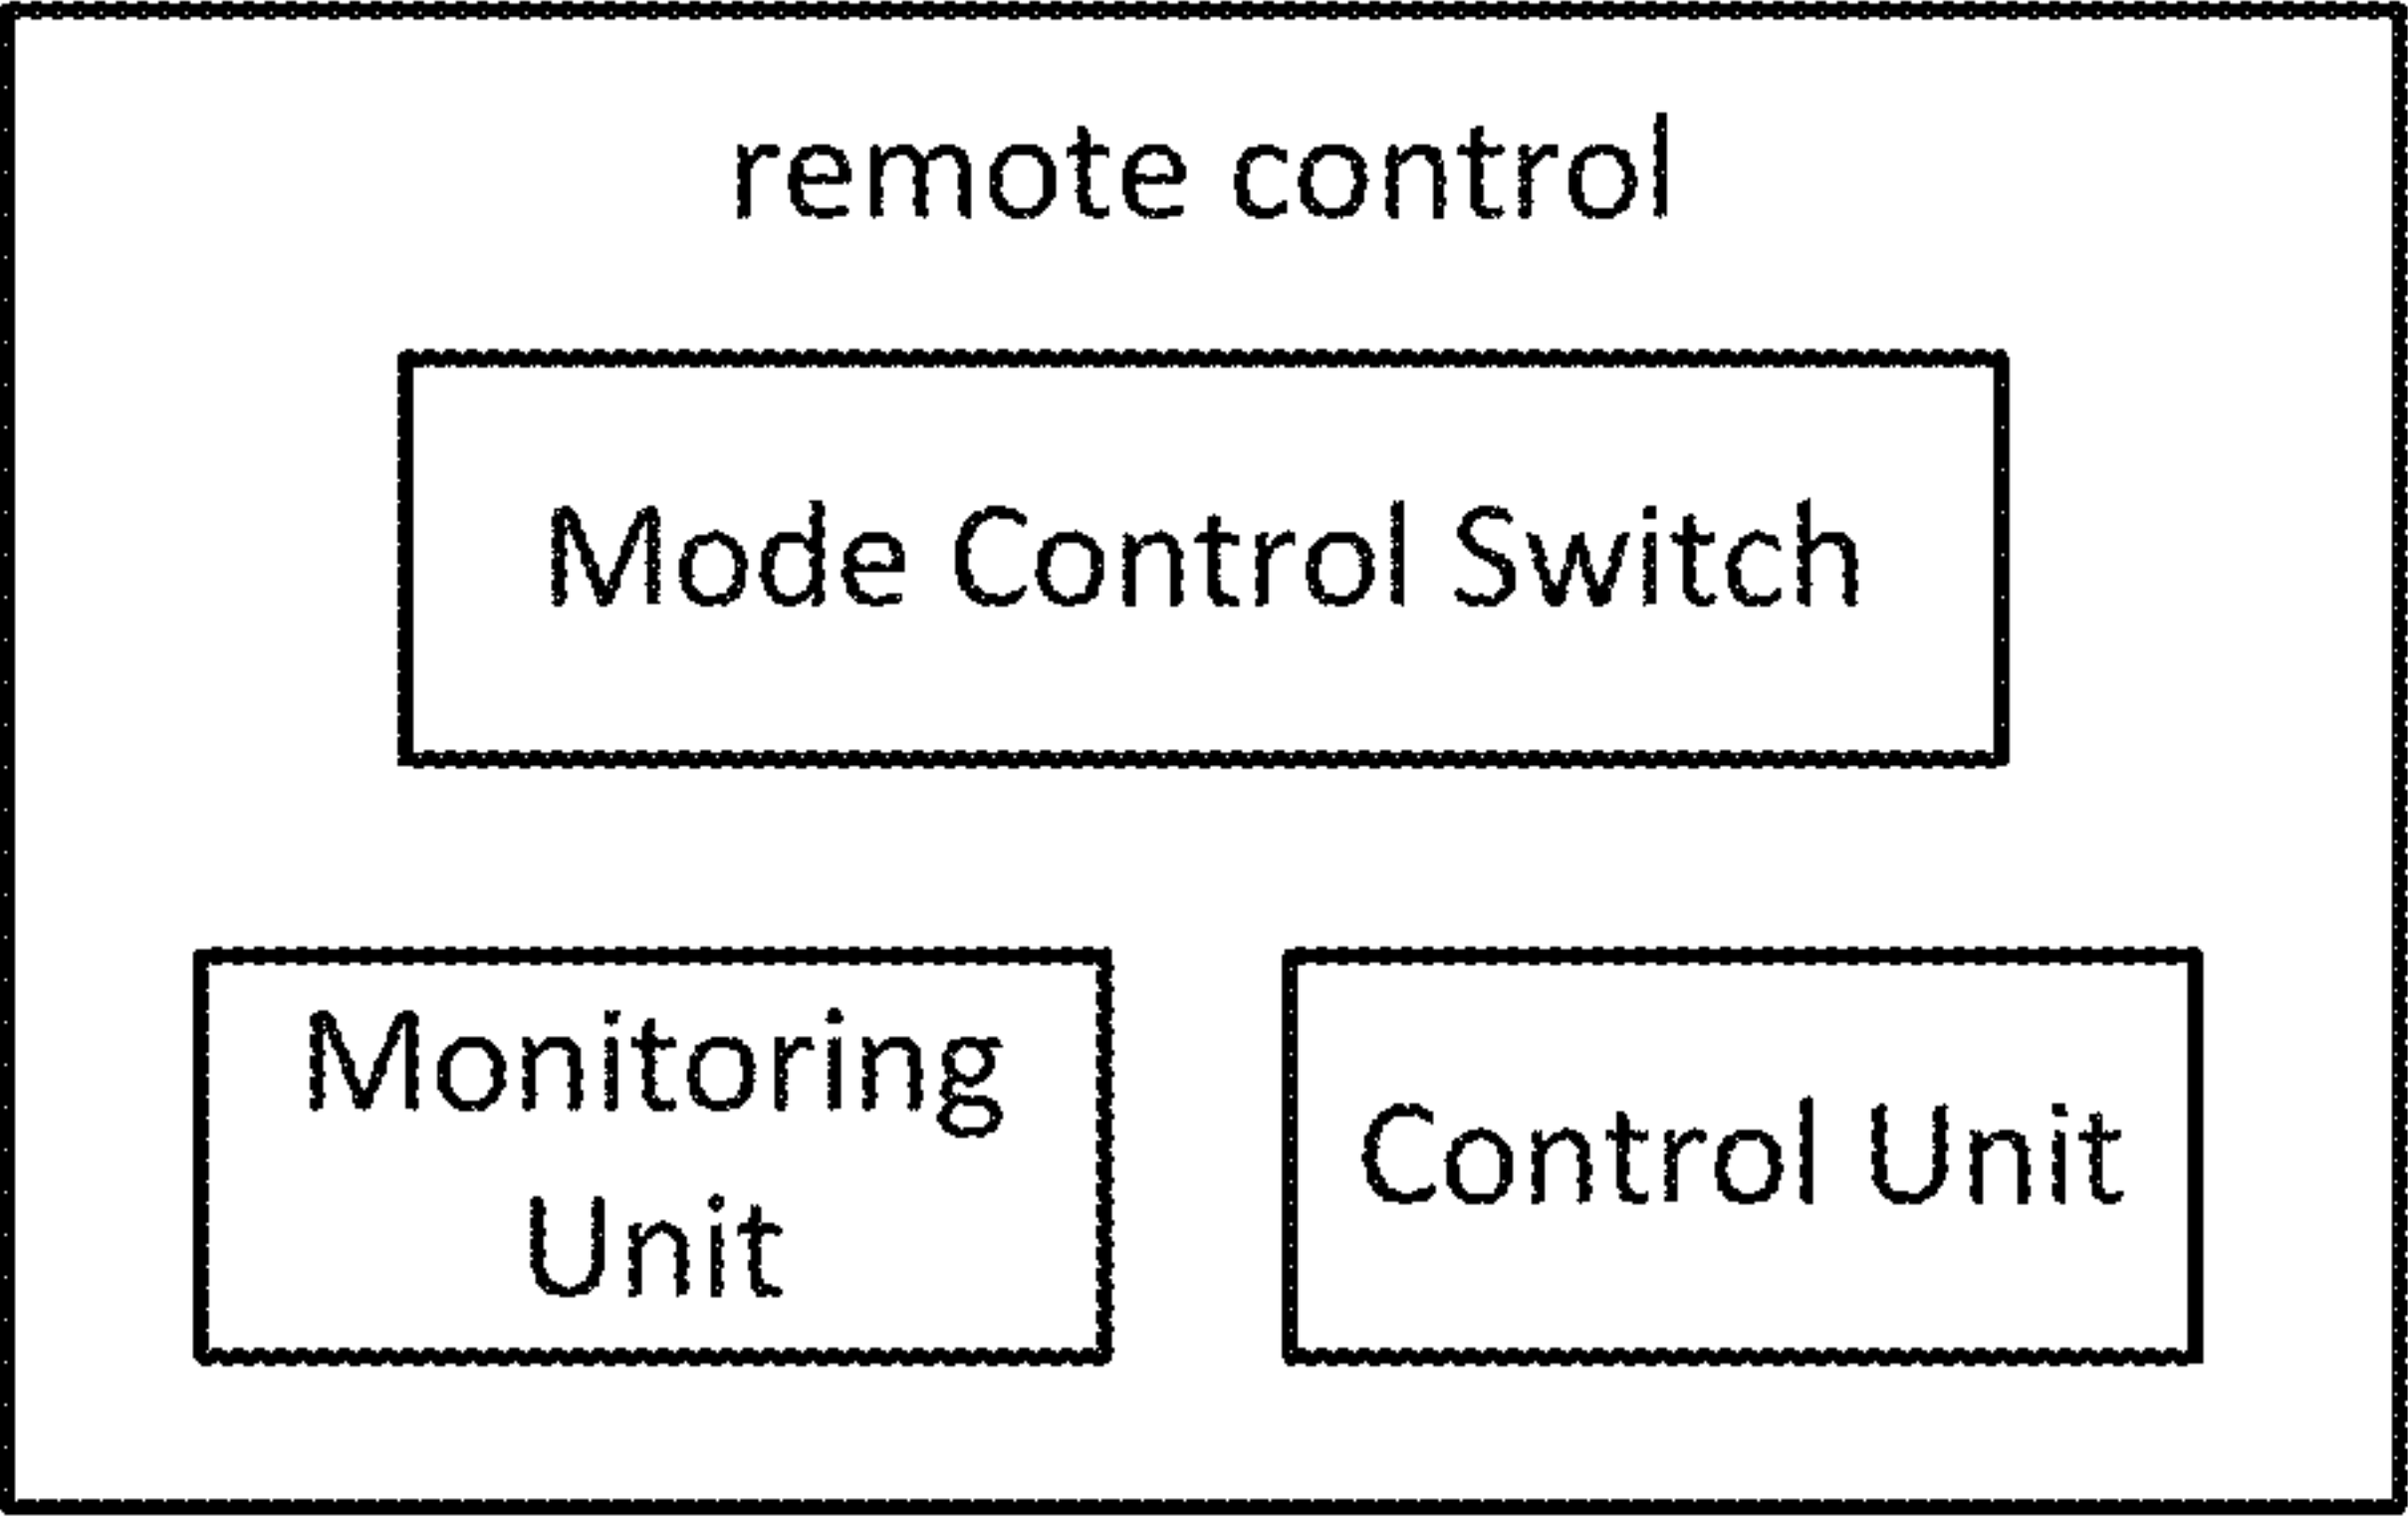 remote control
Mode Control Switch
Monitoring
Unit
Control Unit